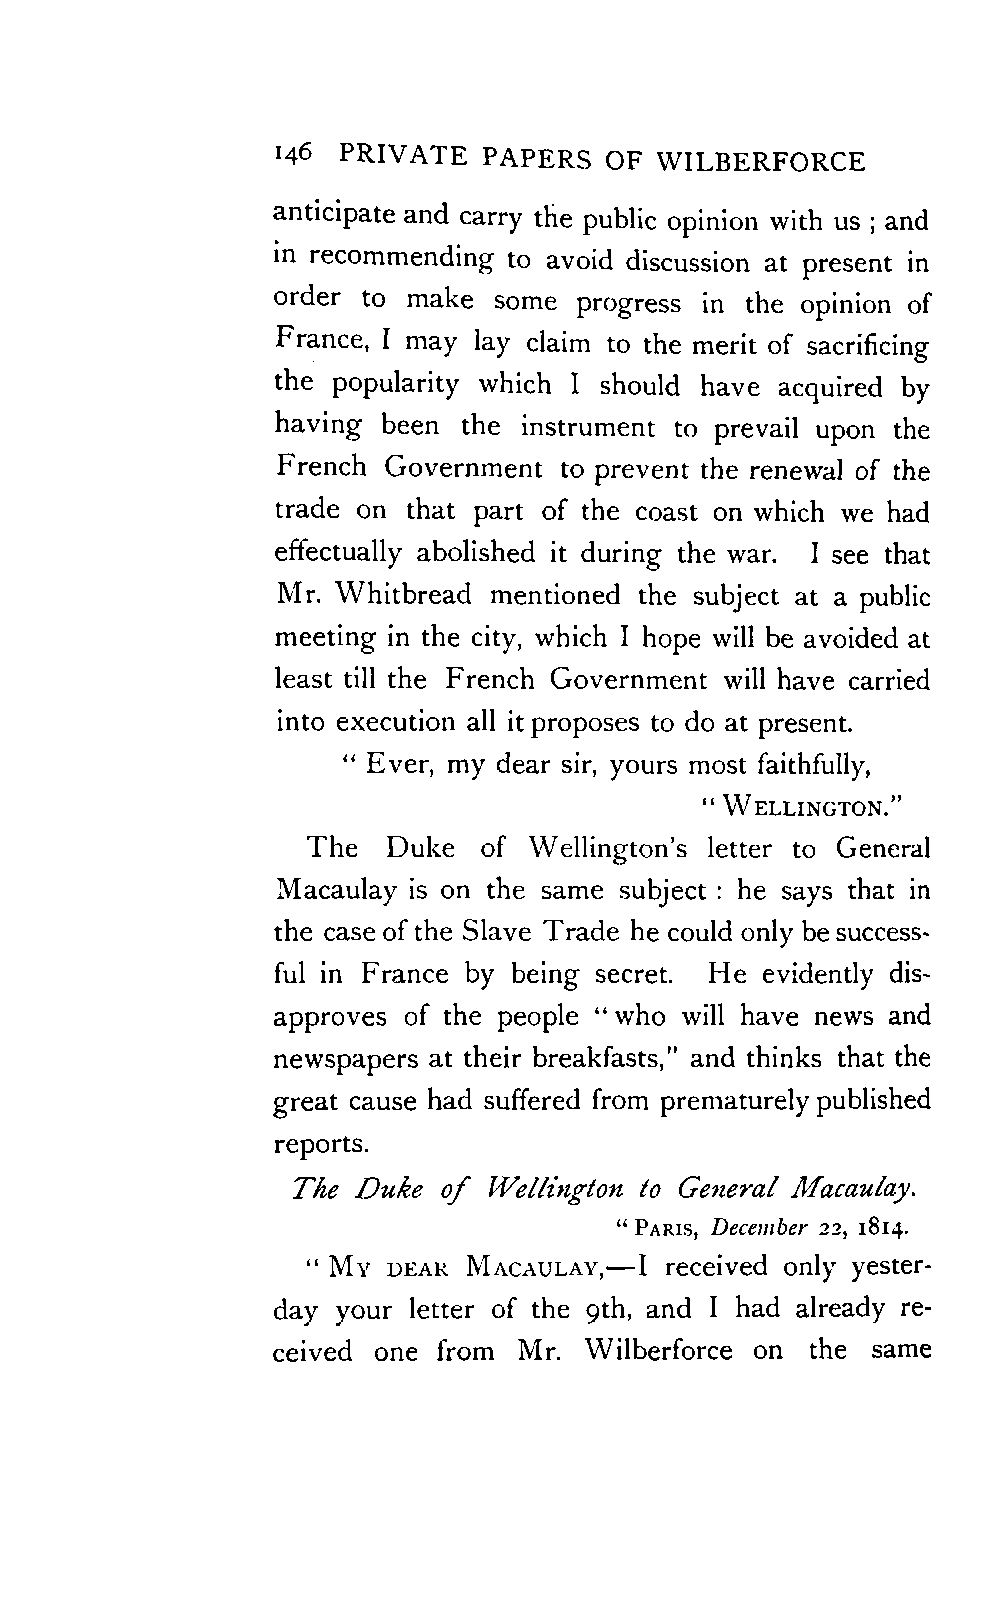 146 PRIVATE PAPERS OF WILBERFORCE
anticipate and carry the public opinion with us ; and
in recommending to avoid discussion at present in
order to make some progress in the opinion of
France, I may lay claim to the merit of sacrificing
the popularity which I should have acquired by
having been the instrument to prevail upon the
French Government to prevent the renewal of the
trade on that part of the coast on which we had
effectually abolished it during the war. I see that
Mr. Whitbread mentioned the subject at a public
meeting in the city, which I hope will be avoided at
least till the French Government will have carried
into execution all it proposes to do at present.
“ Ever, my dear sir, yours most faithfully,
“ WELLINGTON.”
The Duke of Wellington's letter to General
Macaulay is on the same subject : he says that in
the case of the Slave Trade he could only be success-
ful in France by being secret. He evidently dis-
approves of the people “ who will have news and
newspapers at their breakfasts,” and thinks that the
great cause had suffered from prematurely published
reports.
The Duke of Wellington to General Macaulay.
“ PARIS, December 22, 1814.
“ MY DEAR MACAULAY,—I received only yester-
day your letter of the 9th, and I had already re-
ceived one from Mr. Wilberforce on the same